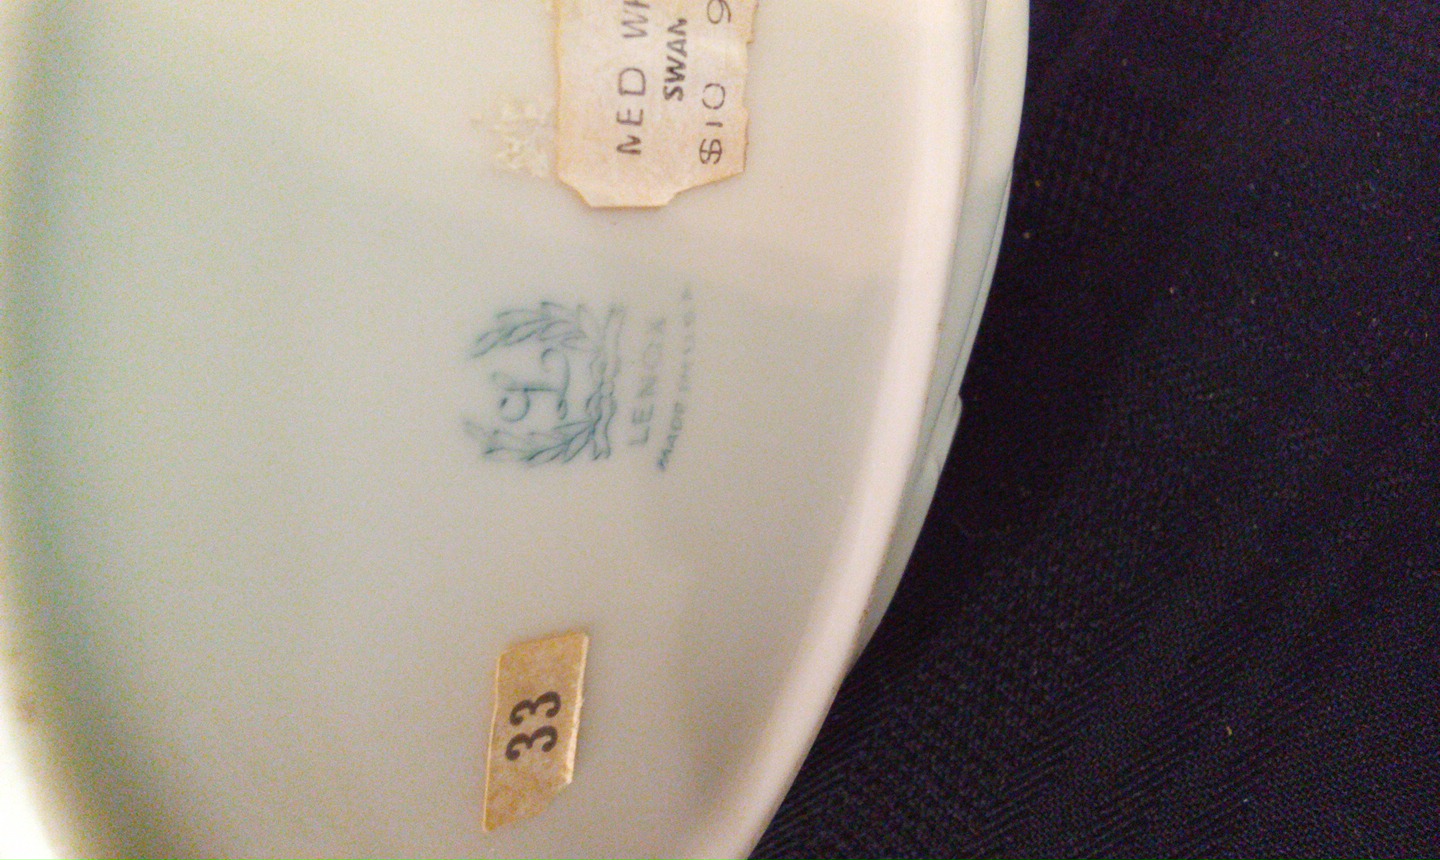 MED WH
SWAN
$10 9
L
LENOX
MADE IN U.S.A
33